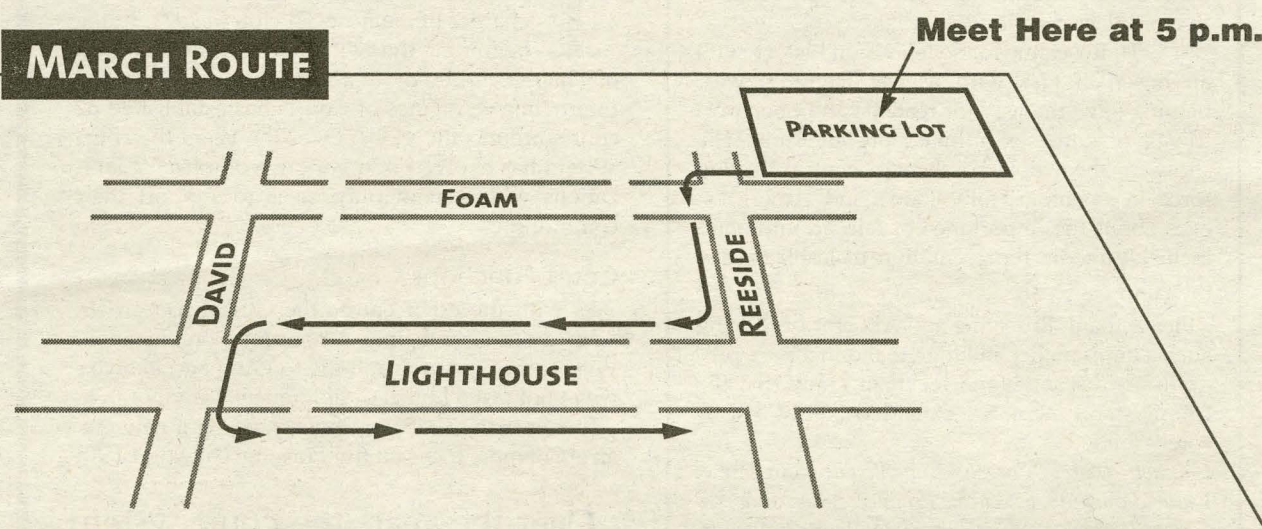 Meet Here at 5 p.m.
MARCH ROUTE
PARKING LOT
FOAM
DAVID
REESIDE
LIGHTHOUSE